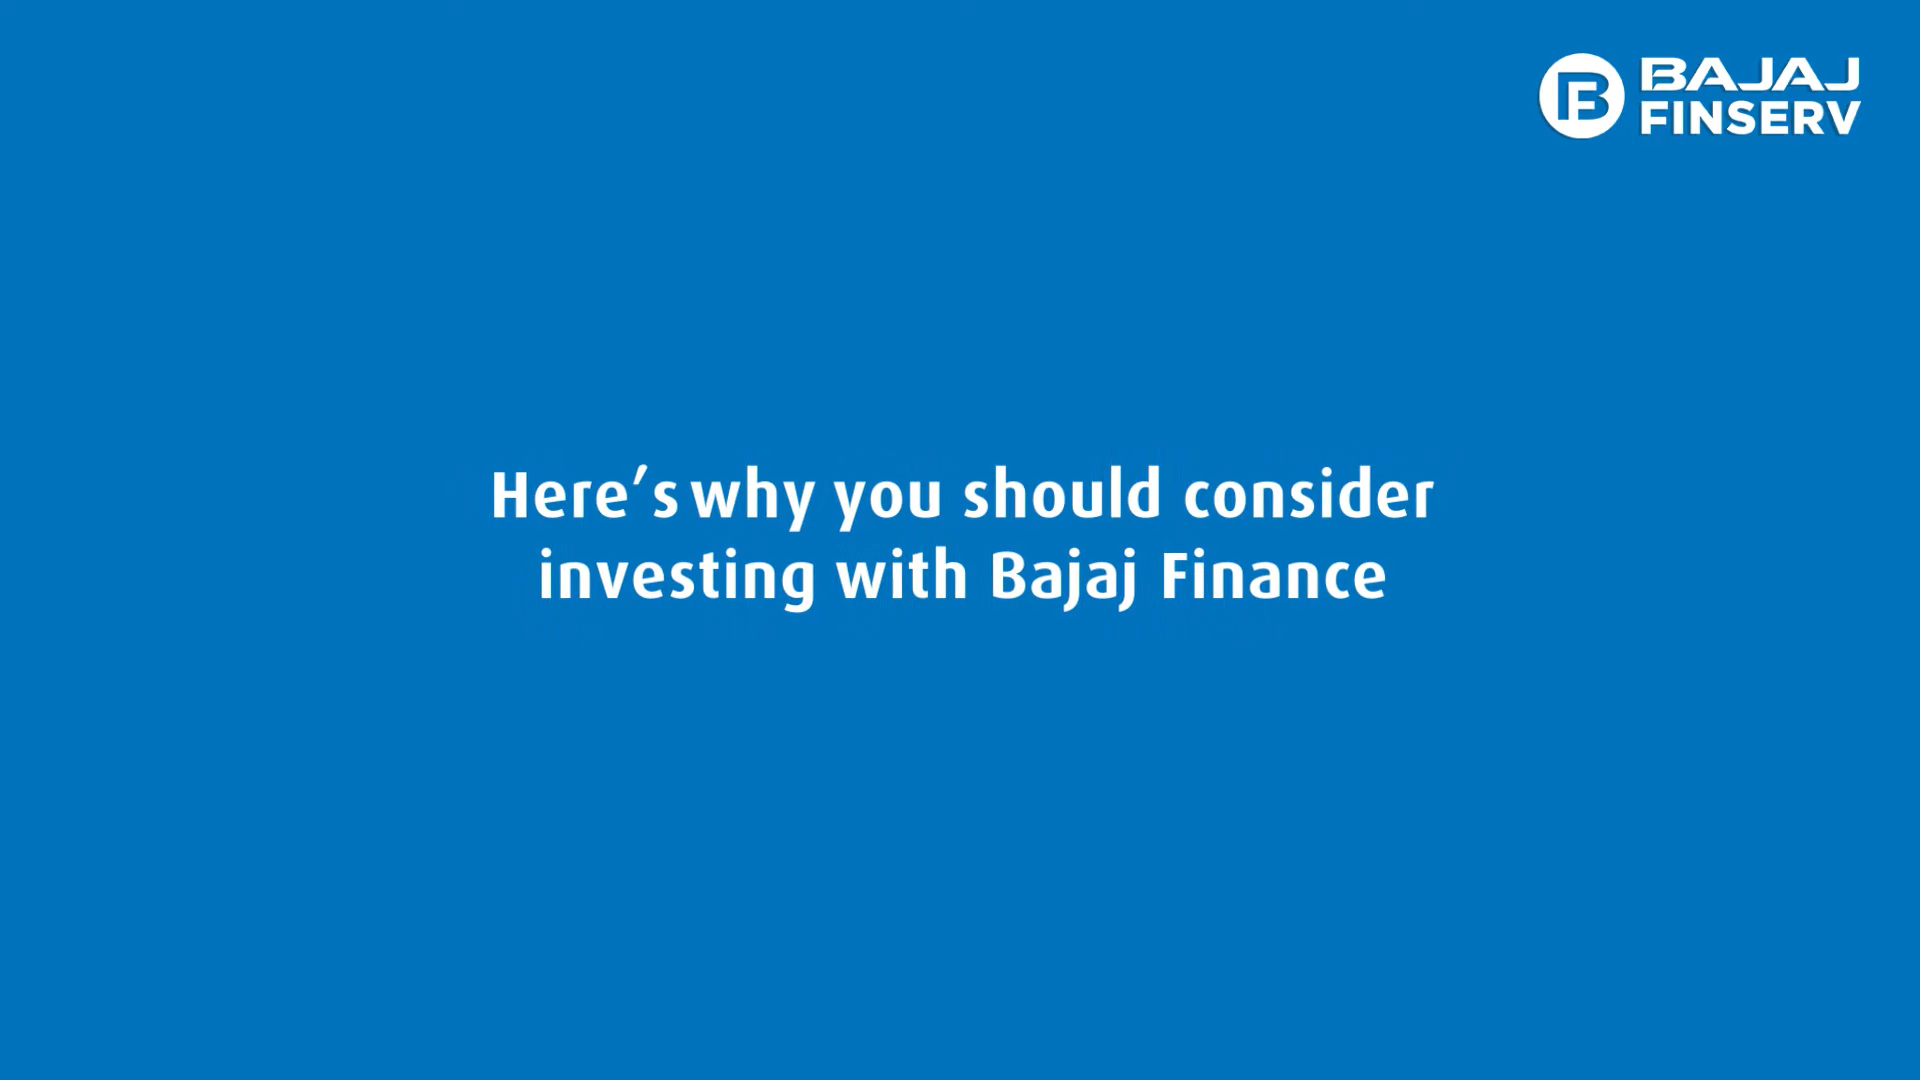 BAJAJ
FINSERV
Here's why you should consider
investing with Bajaj Finance